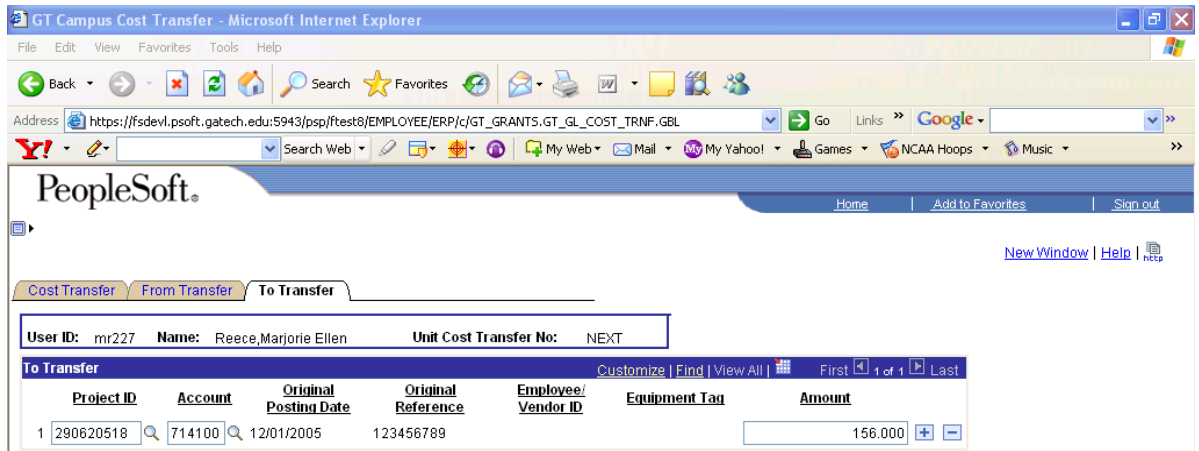 GT Campus Cost Transfer - Microsoft Internet Explorer
File Edit View Favorites Tools Help
Back Search Favorites
Address https://fsdevl.psoft.gatech.edu:5943/psp/ftest8/EMPLOYEE/ERP/c/GT_GRANTS.GT_GL_COST_TRNF.GBL Go Links » Google
Y! Search Web My Web Mail My Yahoo! Games NCAA Hoops Music »
PeopleSoft.
Home | Add to Favorites | Sign out
New Window | Help | http
Cost Transfer From Transfer To Transfer
User ID: mr227 Name: Reece,Marjorie Ellen Unit Cost Transfer No: NEXT
To Transfer Customize | Find | View All | First 1 of 1 Last
Project ID Account Original Posting Date Original Reference Employee/ Vendor ID Equipment Tag Amount
1 290620518 714100 12/01/2005 123456789 156.000